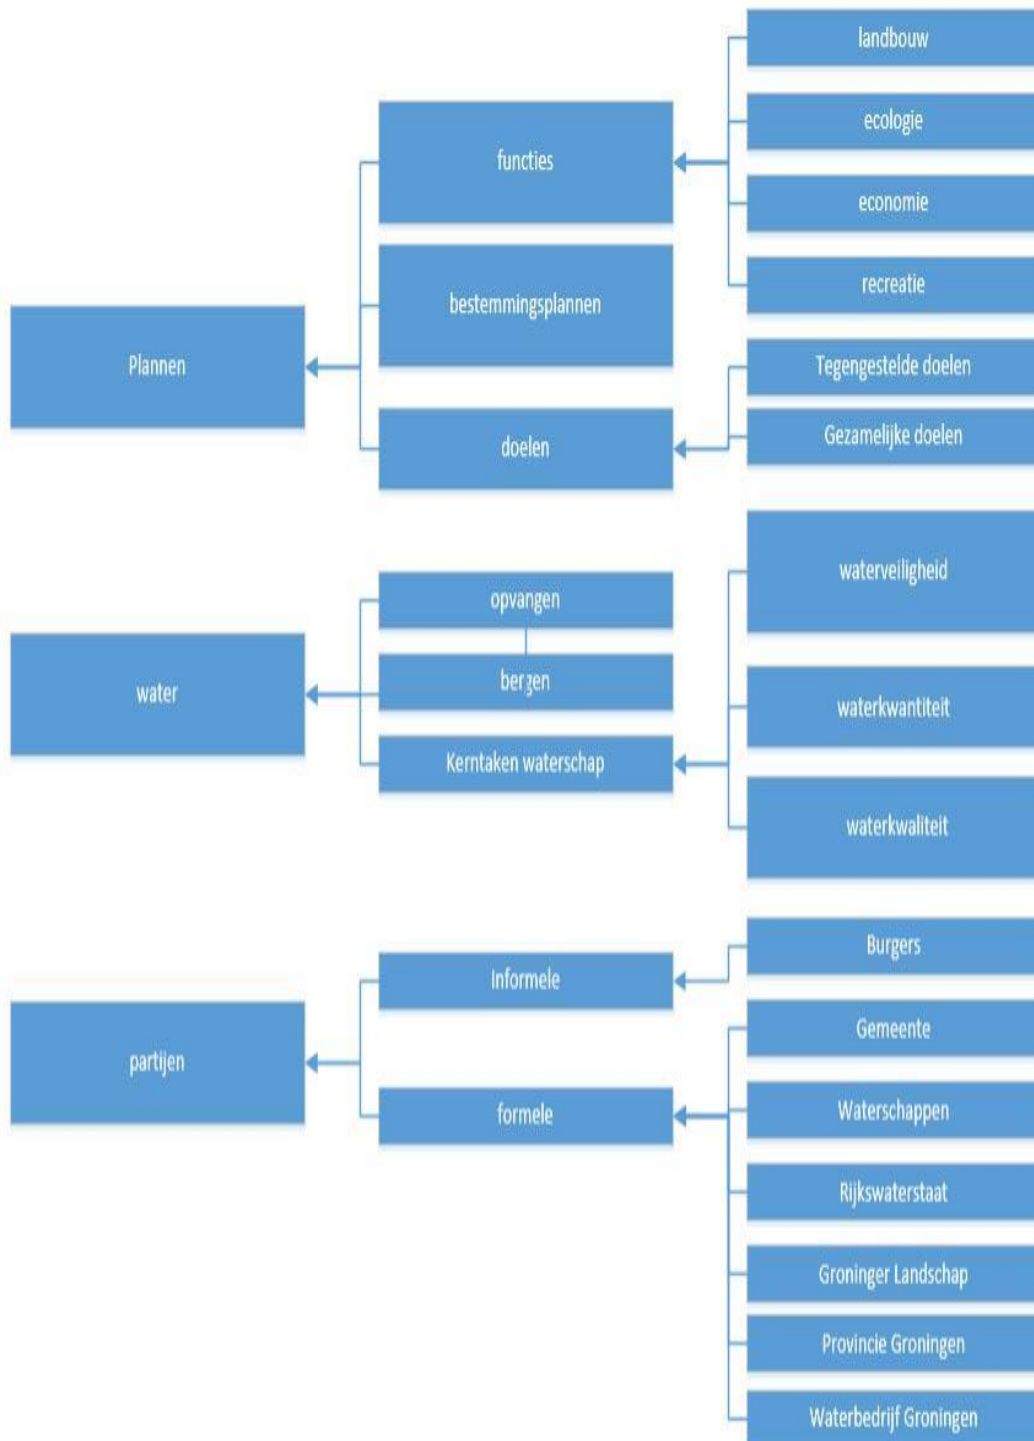 Plannen
functies
landbouw
ecologie
economie
recreatie
bestemmingsplannen
doelen
Tegengestelde doelen
Gezamelijke doelen
water
opvangen
bergen
Kerntaken waterschap
waterveiligheid
waterkwantiteit
waterkwaliteit
partijen
Informele
Burgers
formele
Gemeente
Waterschappen
Rijkswaterstaat
Groninger Landschap
Provincie Groningen
Waterbedrijf Groningen